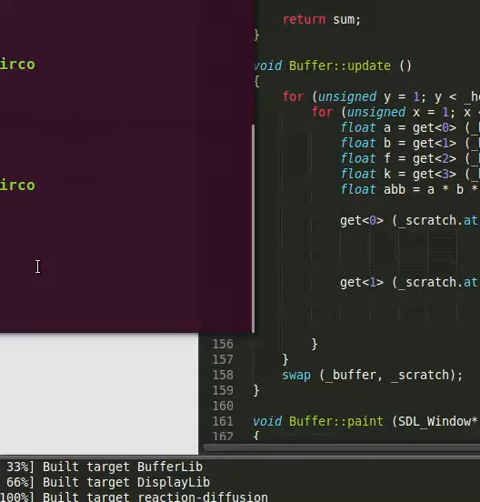 return sum;
}
irco
void Buffer::update ()
{
for (unsigned y = 1; y < _h
for (unsigned x = 1; x <
float a = get<0> (_
float b = get<1> (_
float f = get<2> (_
float k = get<3> (_
float abb = a * b *
irco
get<0> (_scratch.at
get<1> (_scratch.at
156 }
157 }
158 swap (_buffer, _scratch);
159 }
160
161 void Buffer::paint (SDL_Window*
162 {
33%] Built target BufferLib
66%] Built target DisplayLib
100%] Built target reaction-diffusion